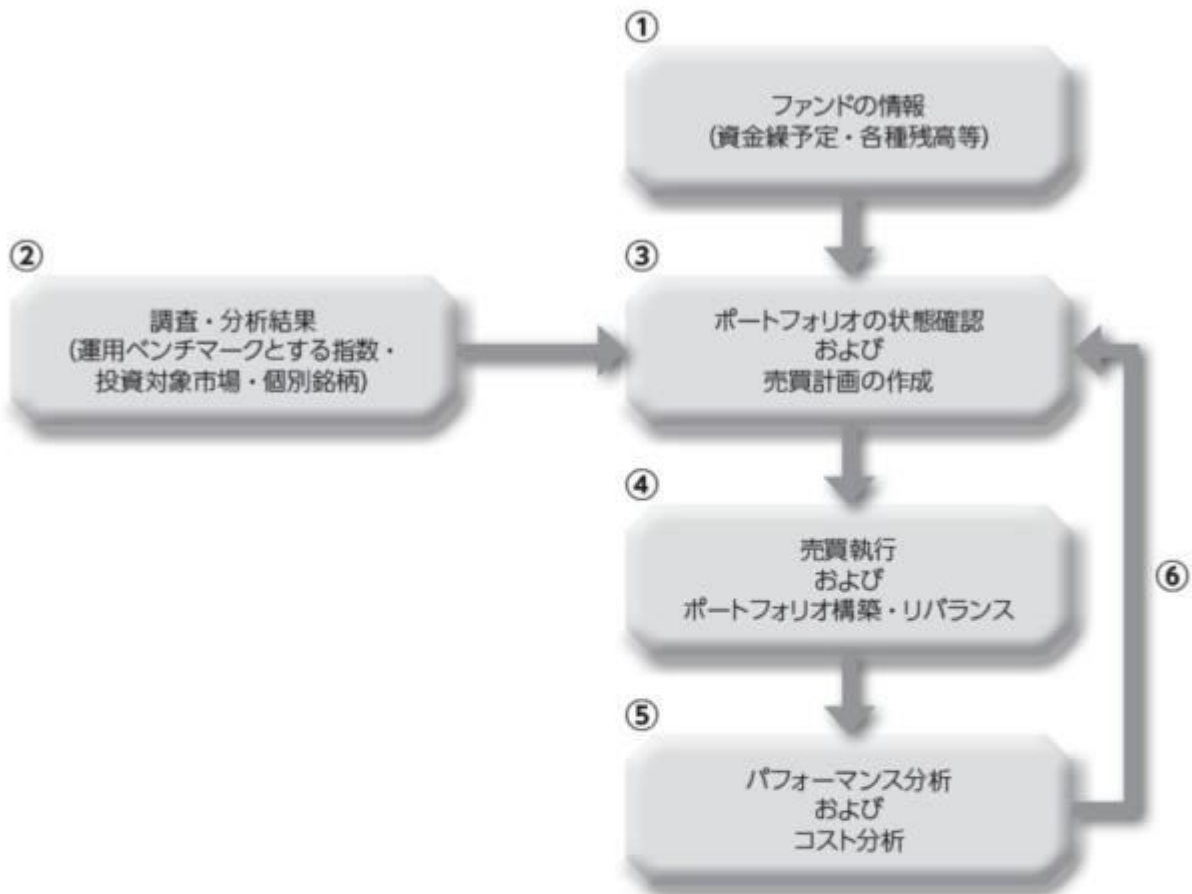 ①
ファンドの情報
(資金繰予定・各種残高等)
②
調査・分析結果
(運用ベンチマークとする指数・
投資対象市場・個別銘柄)
③
ポートフォリオの状態確認
および
売買計画の作成
④
売買執行
および
ポートフォリオ構築・リバランス
⑤
パフォーマンス分析
および
コスト分析
⑥